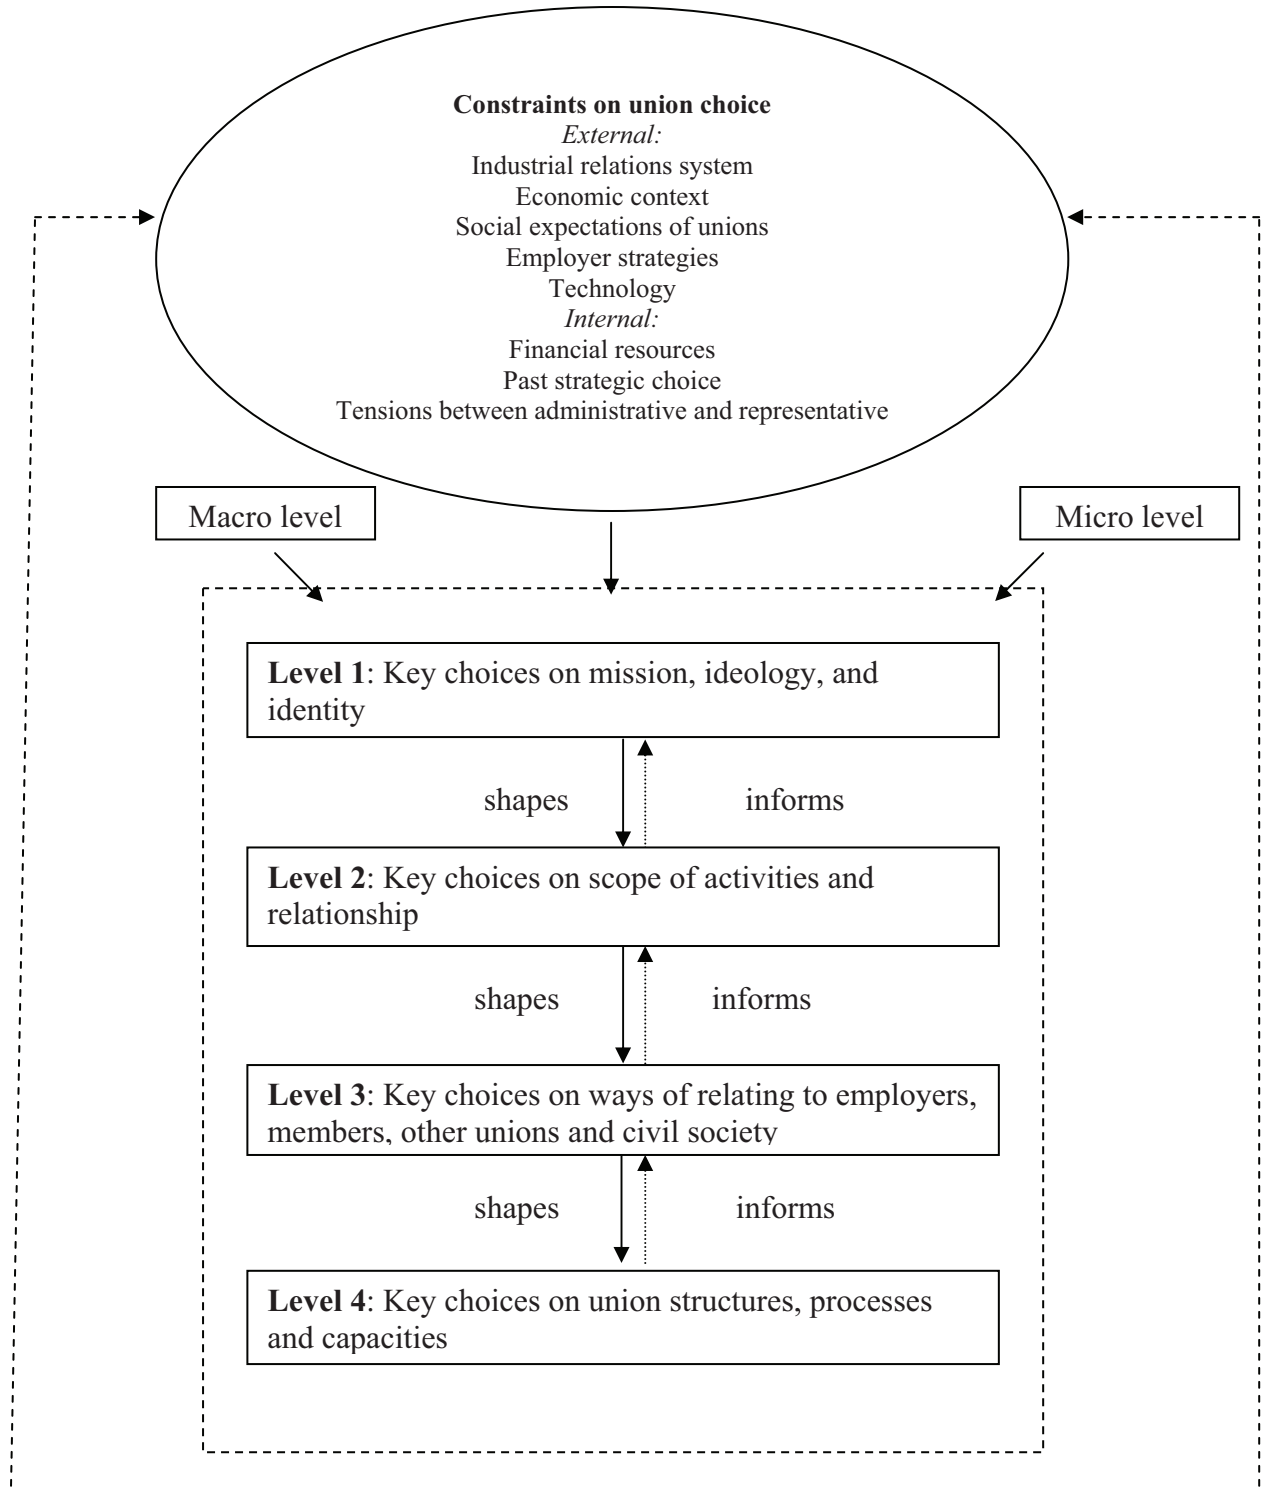 Constraints on union choice
External:
Industrial relations system
Economic context
Social expectations of unions
Employer strategies
Technology
Internal:
Financial resources
Past strategic choice
Tensions between administrative and representative
Macro level
Micro level
Level 1: Key choices on mission, ideology, and
identity
shapes
informs
Level 2: Key choices on scope of activities and
relationship
shapes
informs
Level 3: Key choices on ways of relating to employers,
members, other unions and civil society
shapes
informs
Level 4: Key choices on union structures, processes
and capacities